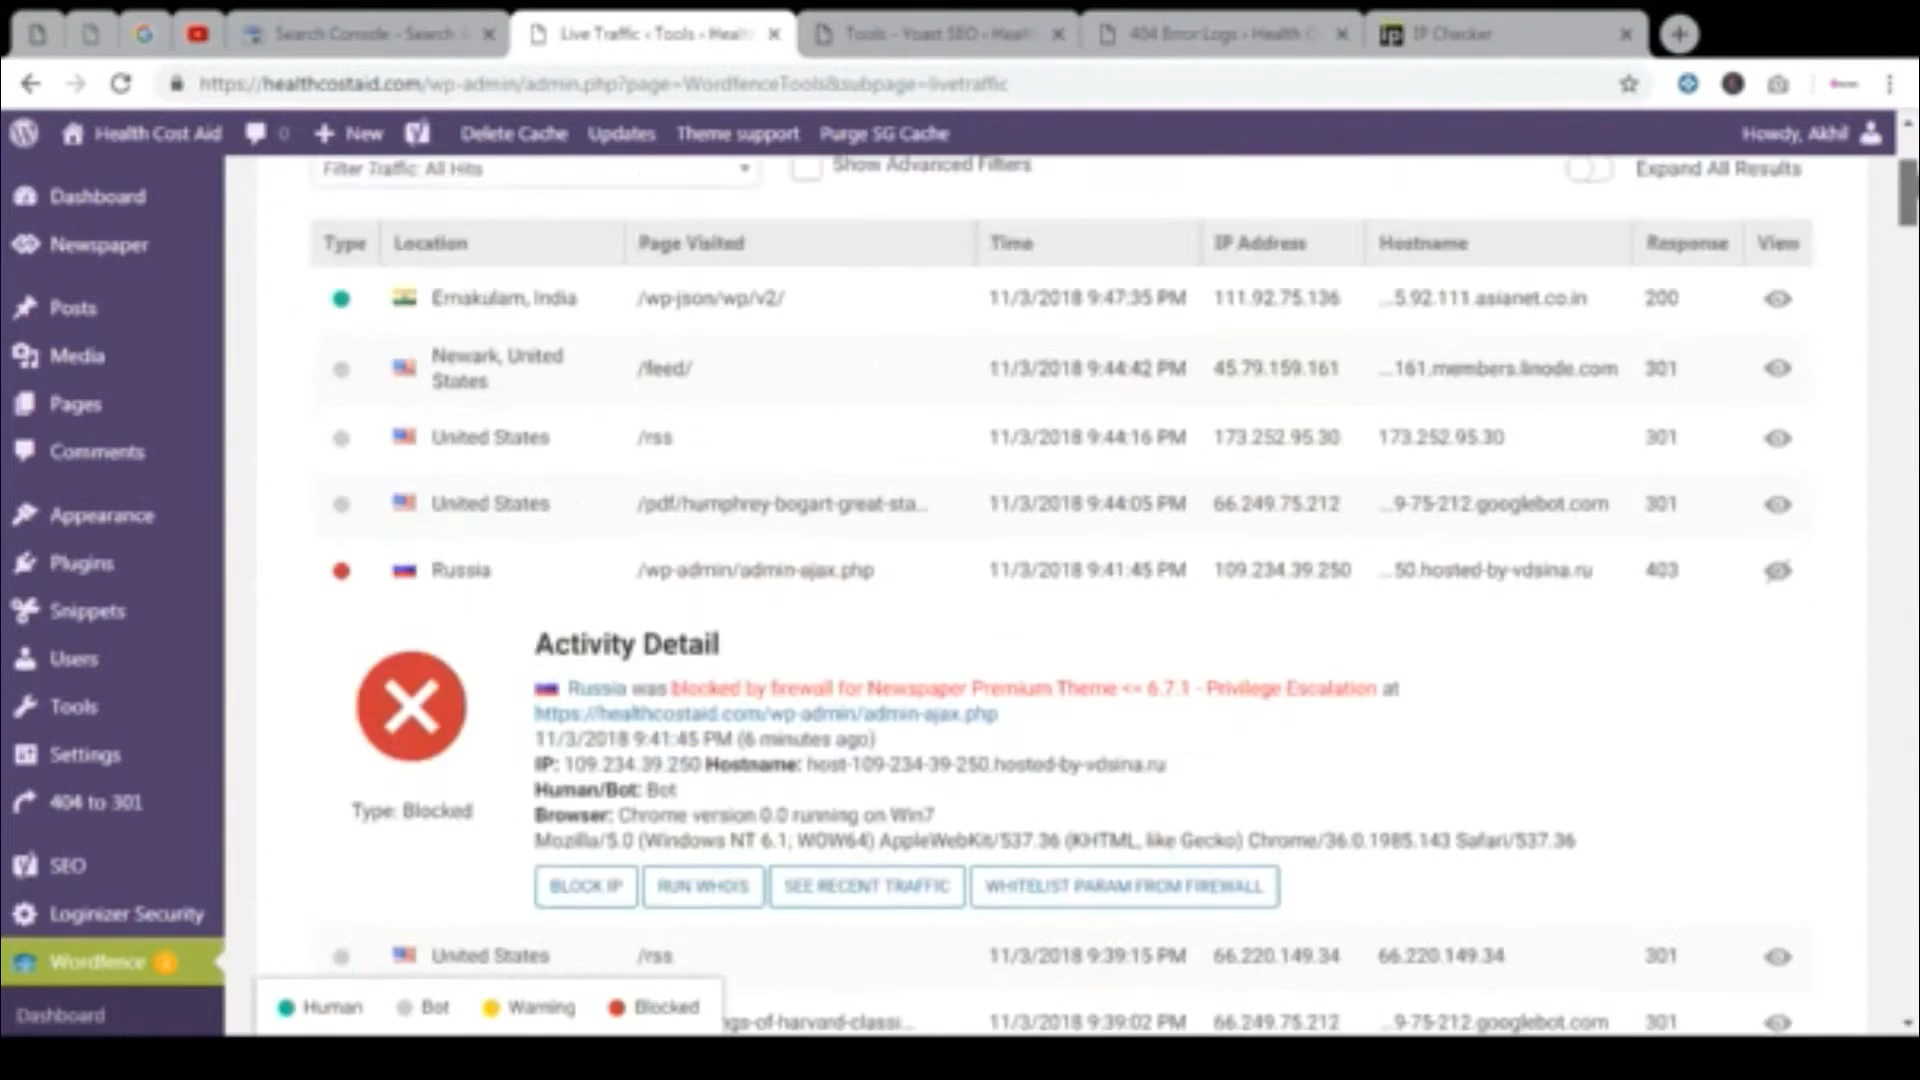 Search Console - Search
Live Traffic ‹ Tools ‹ Healt
Tools - Yoast SEO ‹ Healt
404 Error Logs ‹ Health C
IP Checker
https://healthcostaid.com/wp-admin/admin.php?page=WordfenceTools&subpage=livetraffic
Health Cost Aid
0
New
Delete Cache
Updates
Theme support
Purge SG Cache
Howdy, Akhil
Dashboard
Newspaper
Posts
Media
Pages
Comments
Appearance
Plugins
Snippets
Users
Tools
Settings
404 to 301
SEO
Loginizer Security
Wordfence
Dashboard
Filter Traffic: All Hits
Show Advanced Filters
Expand All Results
Type Location Page Visited Time IP Address Hostname Response View
Ernakulam, India /wp-json/wp/v2/ 11/3/2018 9:47:35 PM 111.92.75.136 ...5.92.111.asianet.co.in 200
Newark, United States /feed/ 11/3/2018 9:44:42 PM 45.79.159.161 ...161.members.linode.com 301
United States /rss 11/3/2018 9:44:16 PM 173.252.95.30 173.252.95.30 301
United States /pdf/humphrey-bogart-great-sta... 11/3/2018 9:44:05 PM 66.249.75.212 ...9-75-212.googlebot.com 301
Russia /wp-admin/admin-ajax.php 11/3/2018 9:41:45 PM 109.234.39.250 ...50.hosted-by-vdsina.ru 403
Type: Blocked
Activity Detail
Russia was blocked by firewall for Newspaper Premium Theme <= 6.7.1 - Privilege Escalation at
https://healthcostaid.com/wp-admin/admin-ajax.php
11/3/2018 9:41:45 PM (6 minutes ago)
IP: 109.234.39.250 Hostname: host-109-234-39-250.hosted-by-vdsina.ru
Human/Bot: Bot
Browser: Chrome version 0.0 running on Win7
Mozilla/5.0 (Windows NT 6.1; WOW64) AppleWebKit/537.36 (KHTML, like Gecko) Chrome/36.0.1985.143 Safari/537.36
BLOCK IP RUN WHOIS SEE RECENT TRAFFIC WHITELIST PARAM FROM FIREWALL
United States /rss 11/3/2018 9:39:15 PM 66.220.149.34 66.220.149.34 301
ngs-of-harvard-classi... 11/3/2018 9:39:02 PM 66.249.75.212 ...9-75-212.googlebot.com 301
Human Bot Warning Blocked